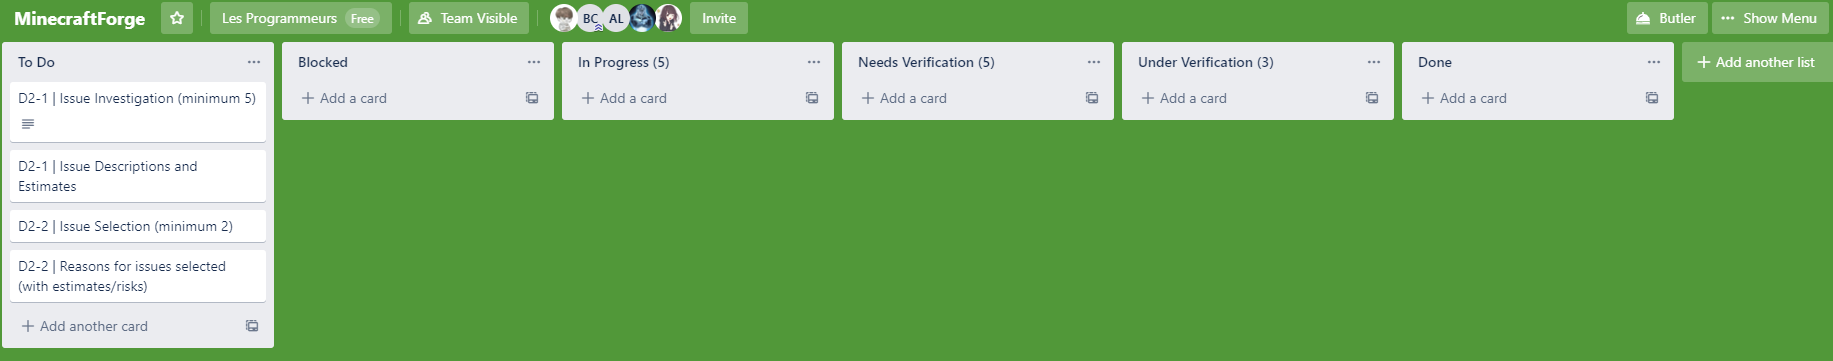 MinecraftForge
Les Programmeurs Free
Team Visible
BC
AL
Invite
Butler
Show Menu
To Do
D2-1 | Issue Investigation (minimum 5)
D2-1 | Issue Descriptions and
Estimates
D2-2 | Issue Selection (minimum 2)
D2-2 | Reasons for issues selected
(with estimates/risks)
+ Add another card
Blocked
+ Add a card
In Progress (5)
+ Add a card
Needs Verification (5)
+ Add a card
Under Verification (3)
+ Add a card
Done
+ Add a card
+ Add another list